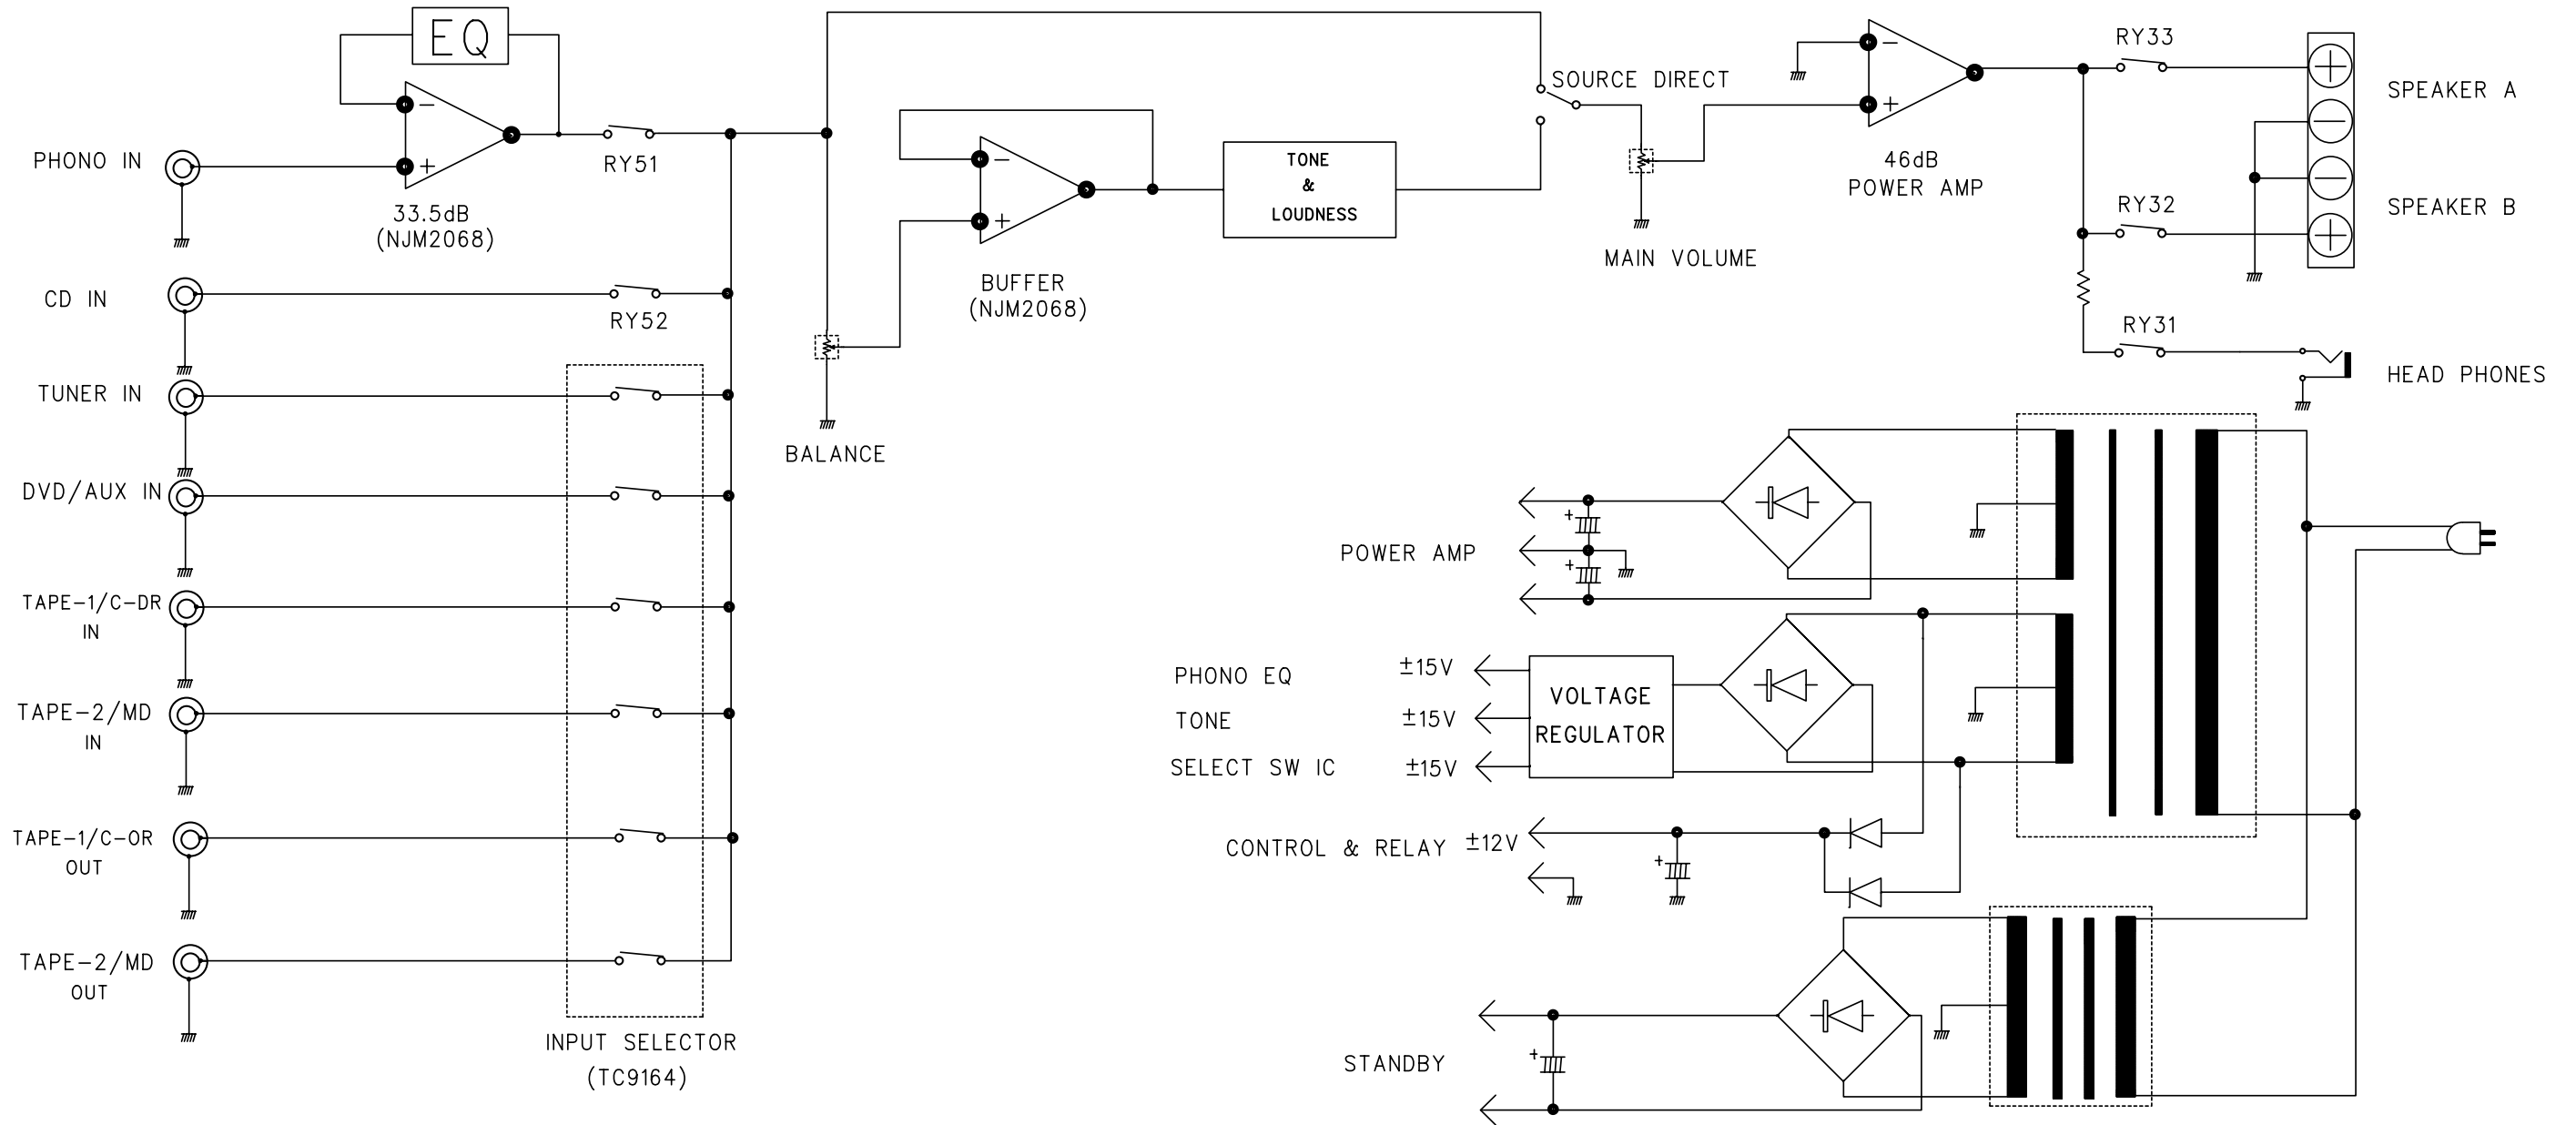 EQ
PHONO IN
33.5dB
(NJM2068)
RY51
CD IN
RY52
TUNER IN
DVD/AUX IN
TAPE-1/C-DR
IN
TAPE-2/MD
IN
TAPE-1/C-OR
OUT
TAPE-2/MD
OUT
INPUT SELECTOR
(TC9164)
BALANCE
BUFFER
(NJM2068)
TONE
&
LOUDNESS
SOURCE DIRECT
MAIN VOLUME
46dB
POWER AMP
RY33
SPEAKER A
RY32
SPEAKER B
RY31
HEAD PHONES
POWER AMP
+
+
PHONO EQ ±15V
TONE ±15V
SELECT SW IC ±15V
VOLTAGE
REGULATOR
CONTROL & RELAY ±12V
+
STANDBY
+